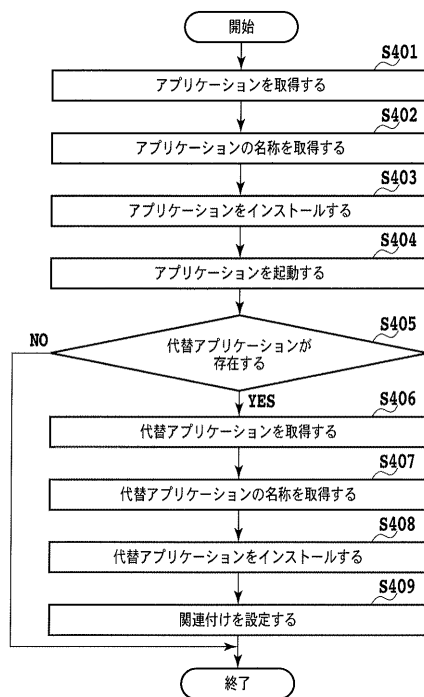 開始
S401
アプリケーションを取得する
S402
アプリケーションの名称を取得する
S403
アプリケーションをインストールする
S404
アプリケーションを起動する
S405
代替アプリケーションが
存在する
NO
YES
S406
代替アプリケーションを取得する
S407
代替アプリケーションの名称を取得する
S408
代替アプリケーションをインストールする
S409
関連付けを設定する
終了